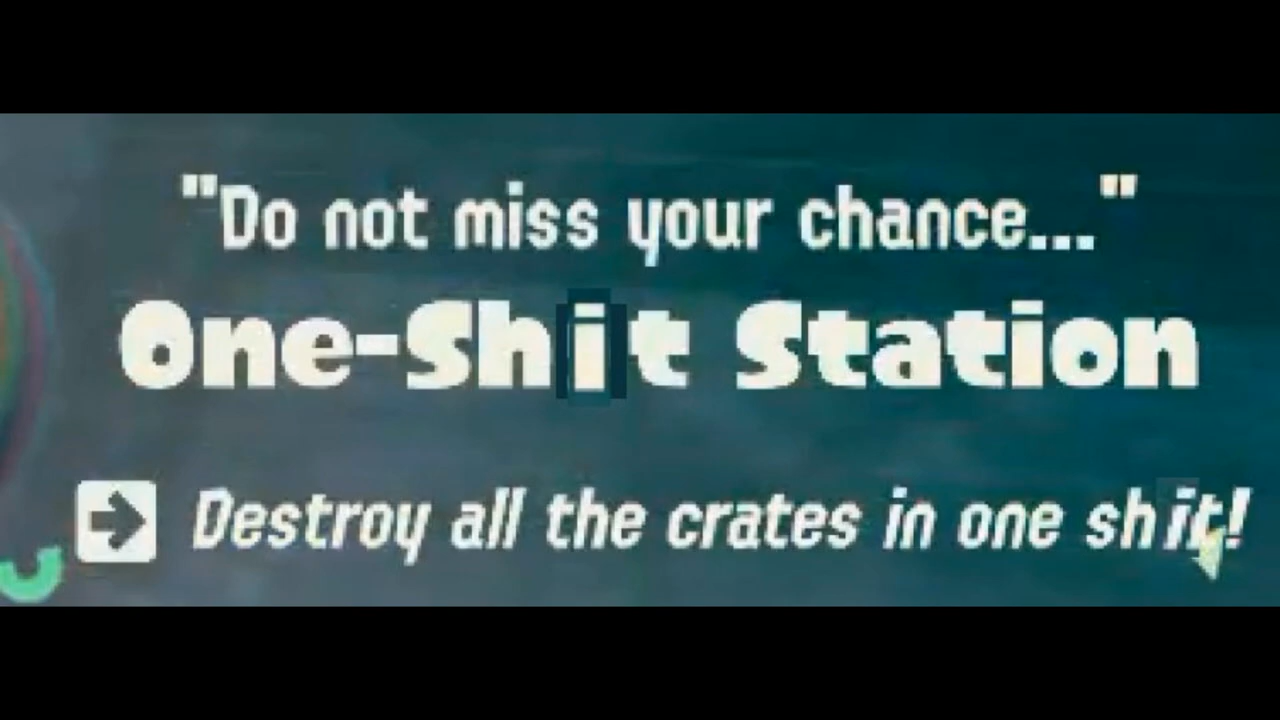 "Do not miss your chance..."
One-Shit Station
Destroy all the crates in one shit!